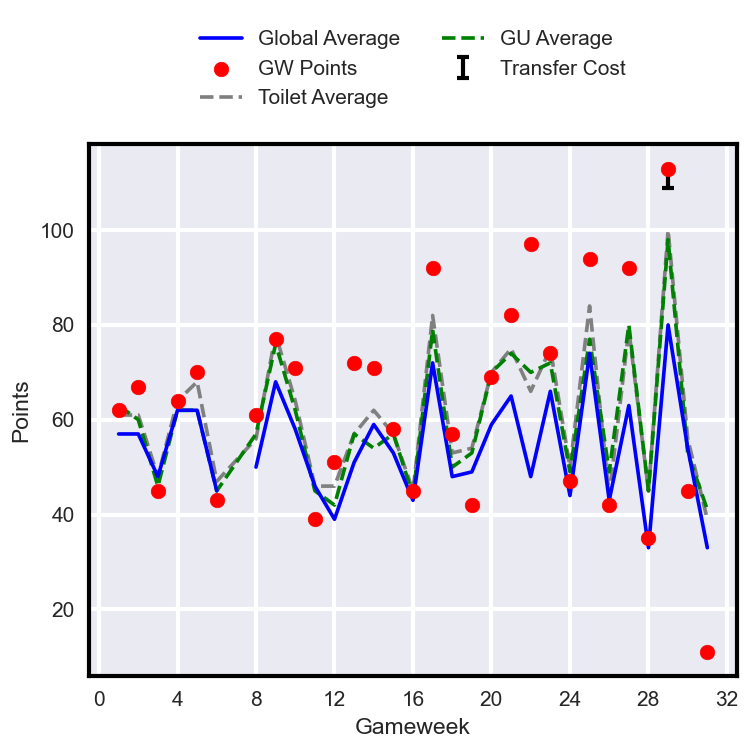 Global Average
GW Points
Toilet Average
GU Average
Transfer Cost
100
80
60
40
20
Points
0 4 8 12 16 20 24 28 32
Gameweek